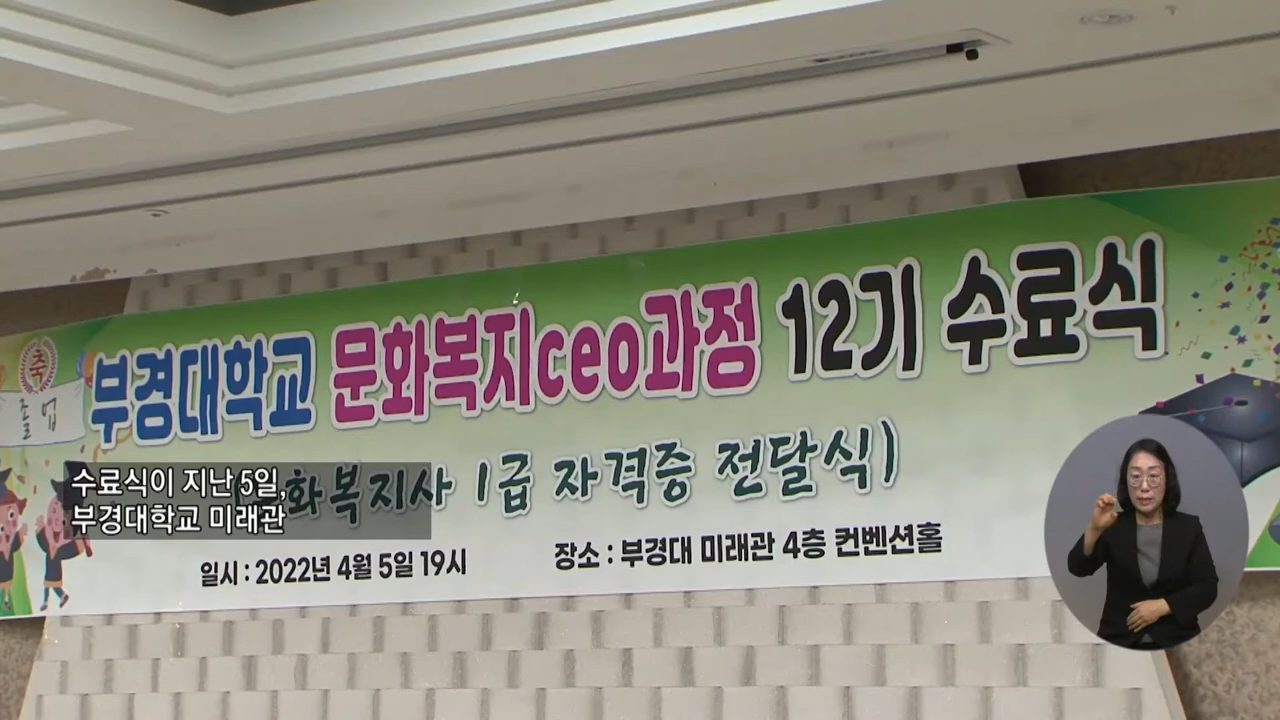 축
졸업
부경대학교 문화복지ceo과정 12기 수료식
화복지사 1급 자격증 전달식)
수료식이 지난 5일,
부경대학교 미래관
일시 : 2022년 4월 5일 19시
장소 : 부경대 미래관 4층 컨벤션홀